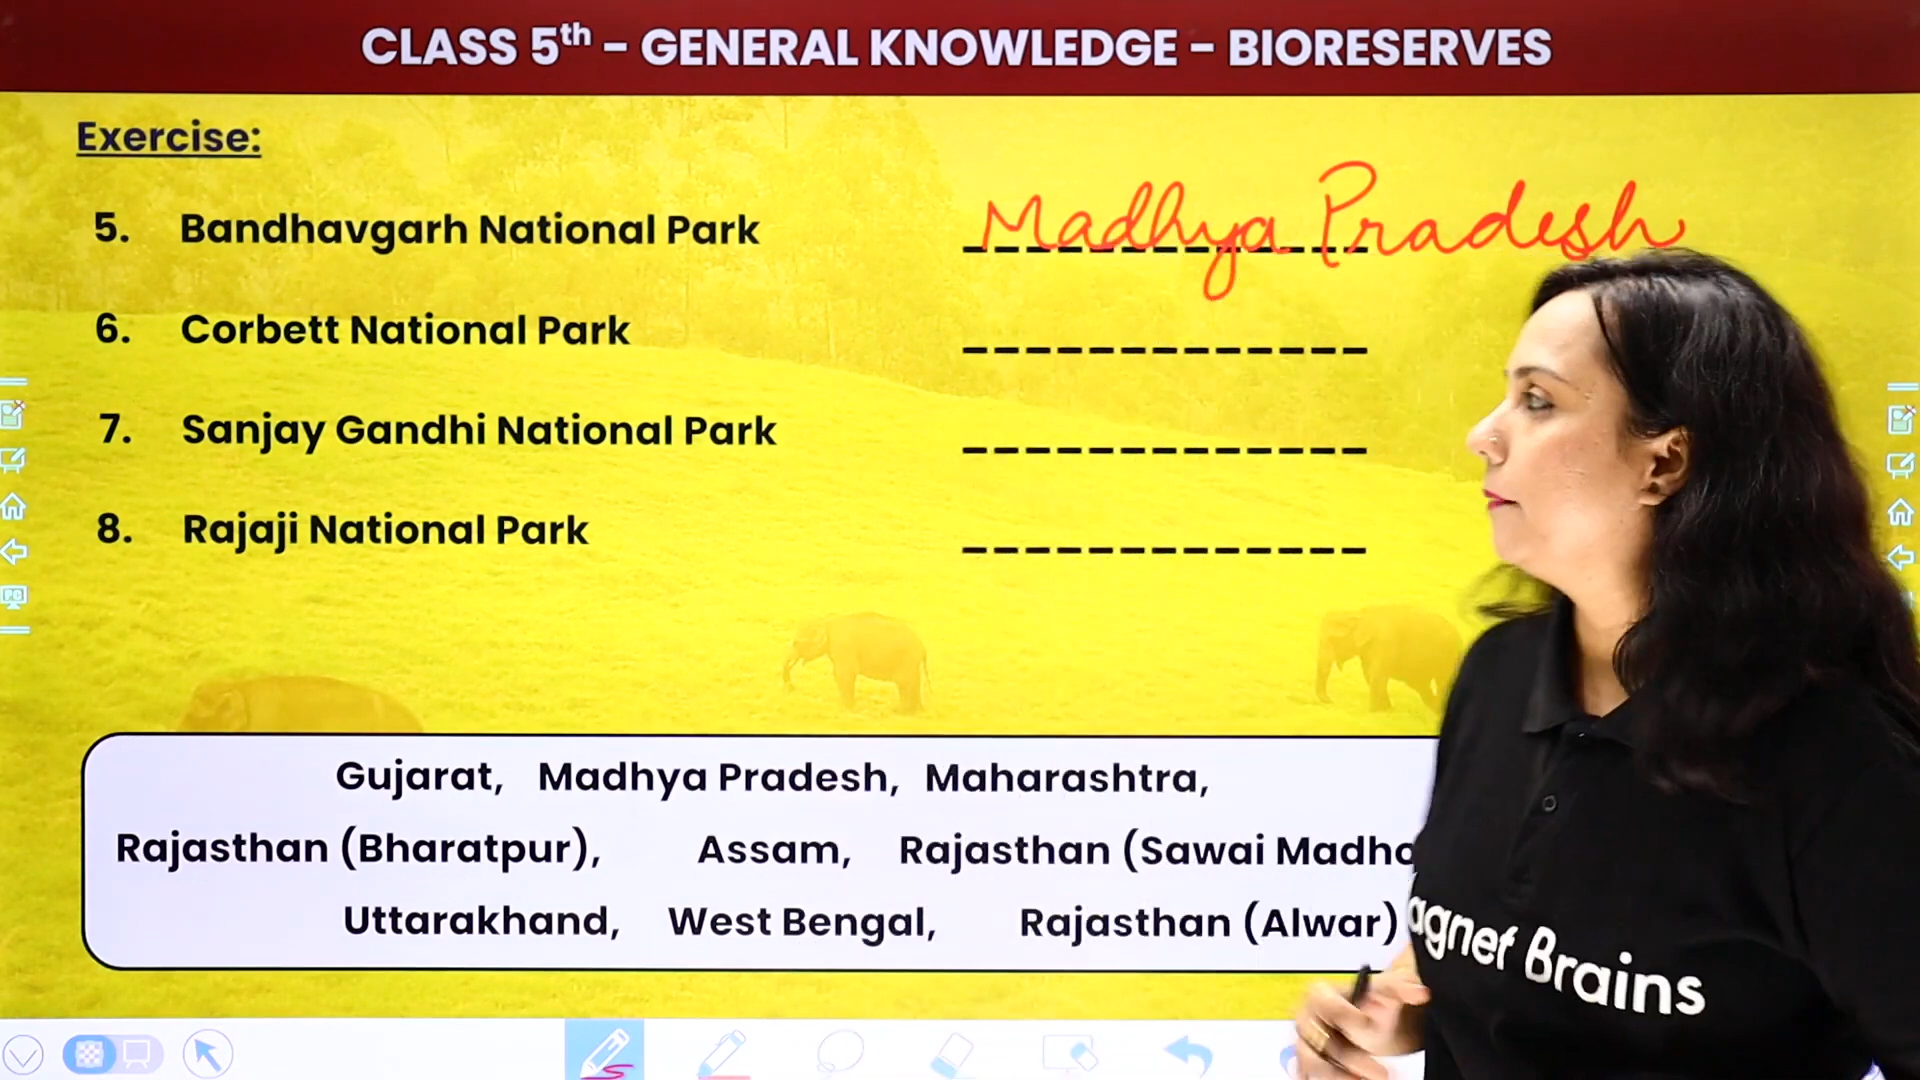 CLASS 5th - GENERAL KNOWLEDGE - BIORESERVES
Exercise:
5. Bandhavgarh National Park Madhya Pradesh
6. Corbett National Park
7. Sanjay Gandhi National Park
8. Rajaji National Park
Gujarat, Madhya Pradesh, Maharashtra,
Rajasthan (Bharatpur), Assam, Rajasthan (Sawai
Uttarakhand, West Bengal, Rajasthan (Alwar)
agnet Brains
PC